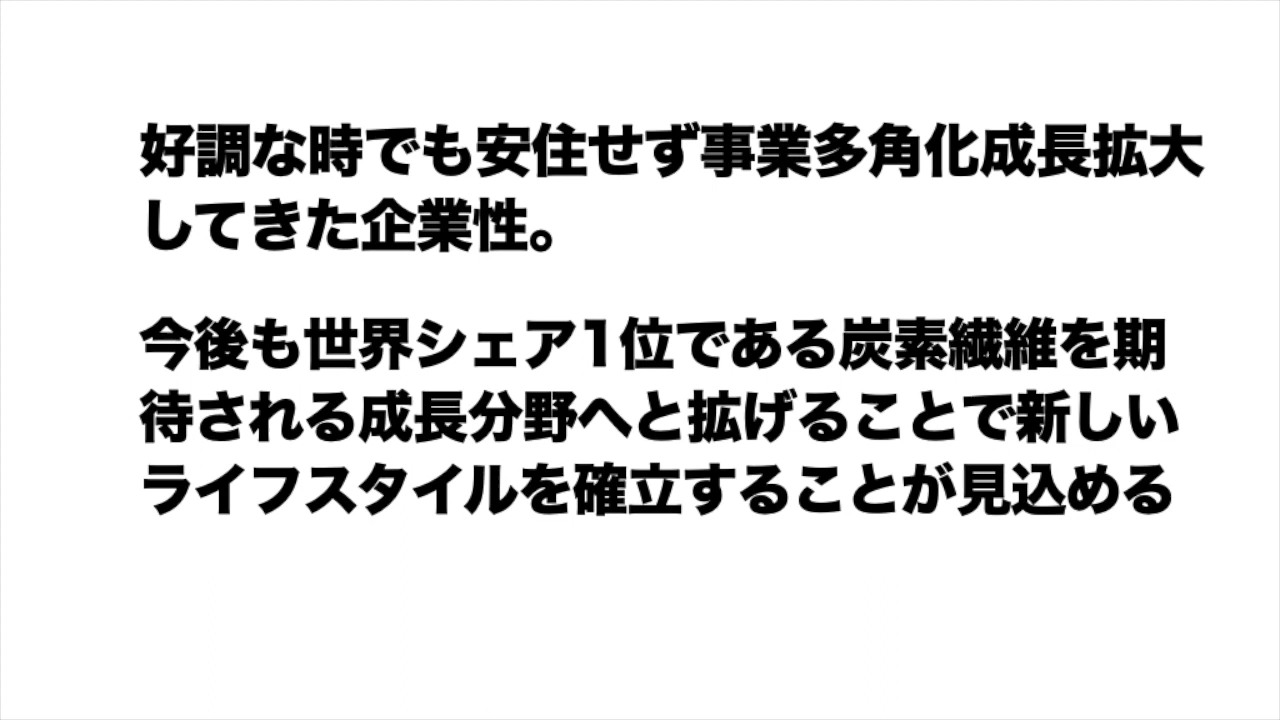 好調な時でも安住せず事業多角化成長拡大
してきた企業性。
今後も世界シェア1位である炭素繊維を期
待される成長分野へと拡げることで新しい
ライフスタイルを確立することが見込める